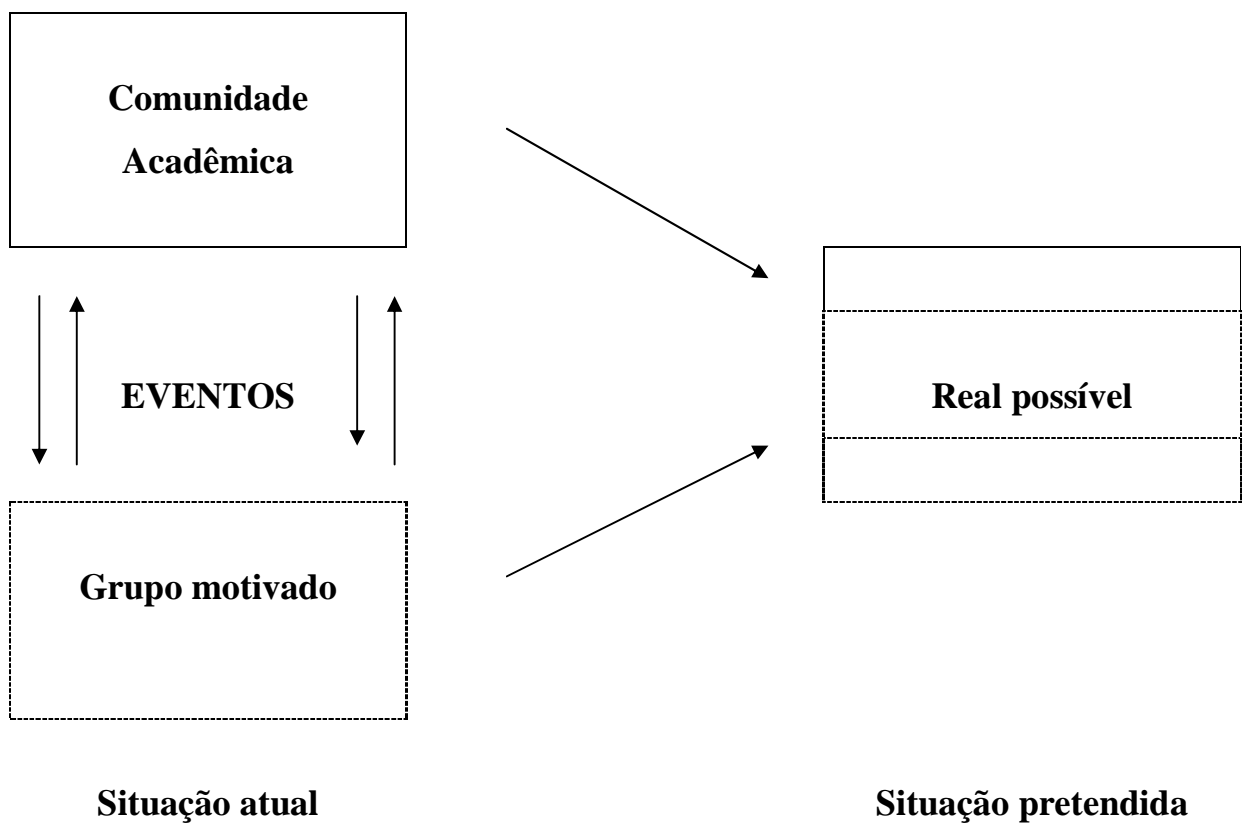 Comunidade
Acadêmica
EVENTOS
Real possível
Grupo motivado
Situação atual
Situação pretendida